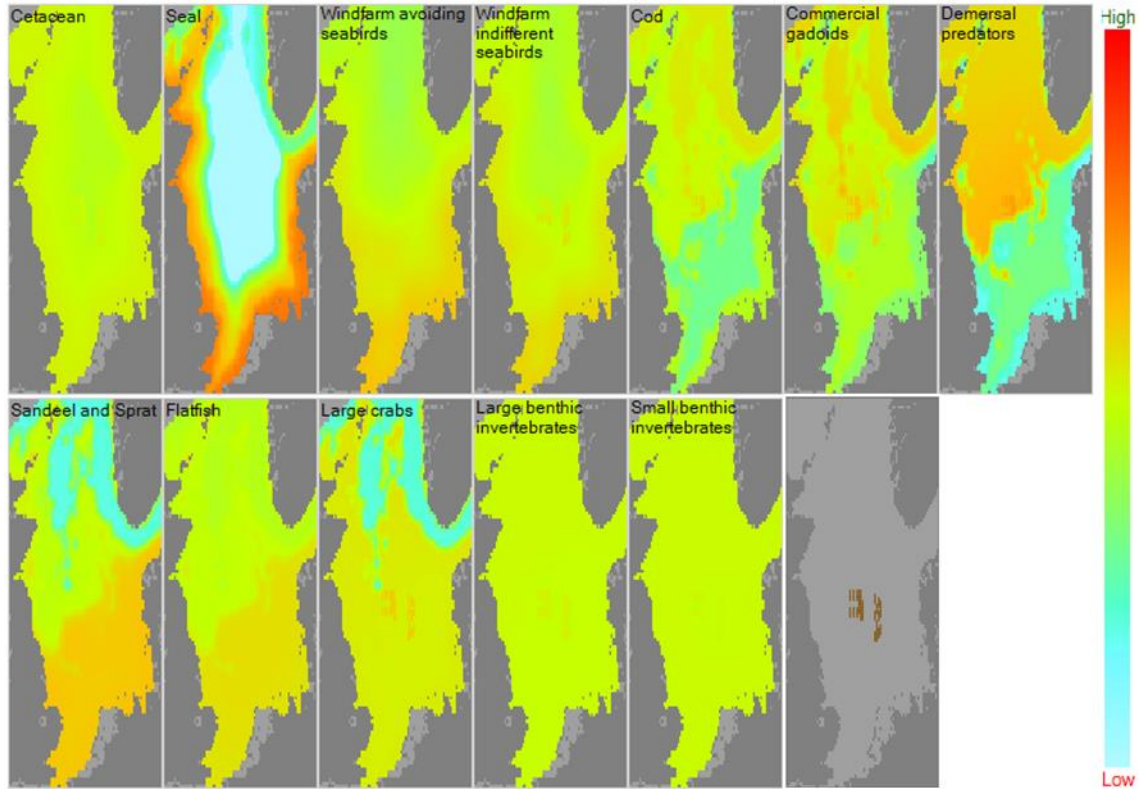 Cetacean
Seal
Windfarm avoiding
seabirds
Windfarm
indifferent
seabirds
Cod
Commercial
gadoids
Demersal
predators
High
Sandeel and Sprat
Flatfish
Large crabs
Large benthic
invertebrates
Small benthic
invertebrates
Low